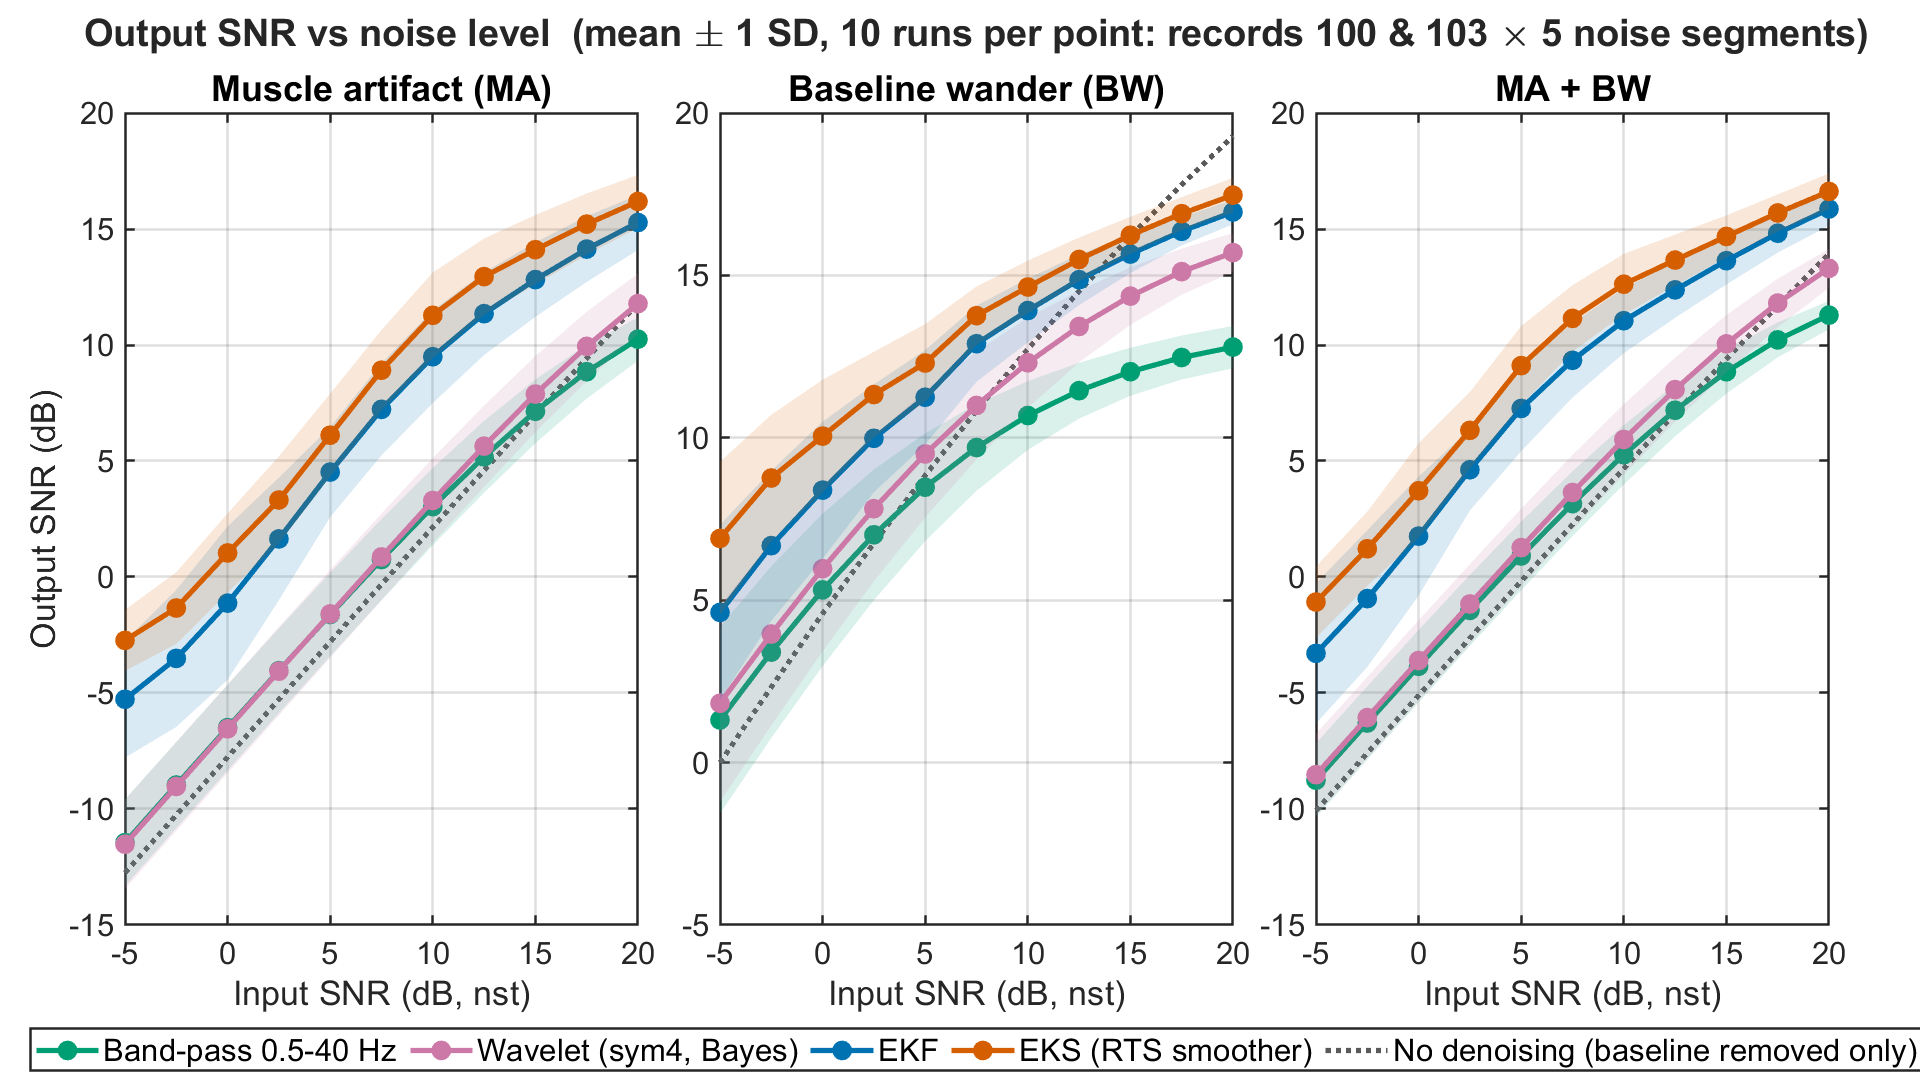 Output SNR vs noise level (mean ± 1 SD, 10 runs per point: records 100 & 103 × 5 noise segments)
Muscle artifact (MA)
Baseline wander (BW)
MA + BW
Output SNR (dB)
20
15
10
5
0
-5
-10
-15
-5 0 5 10 15 20
Input SNR (dB, nst)
20
15
10
5
0
-5
-5 0 5 10 15 20
Input SNR (dB, nst)
20
15
10
5
0
-5
-10
-15
-5 0 5 10 15 20
Input SNR (dB, nst)
Band-pass 0.5-40 Hz Wavelet (sym4, Bayes) EKF EKS (RTS smoother) No denoising (baseline removed only)